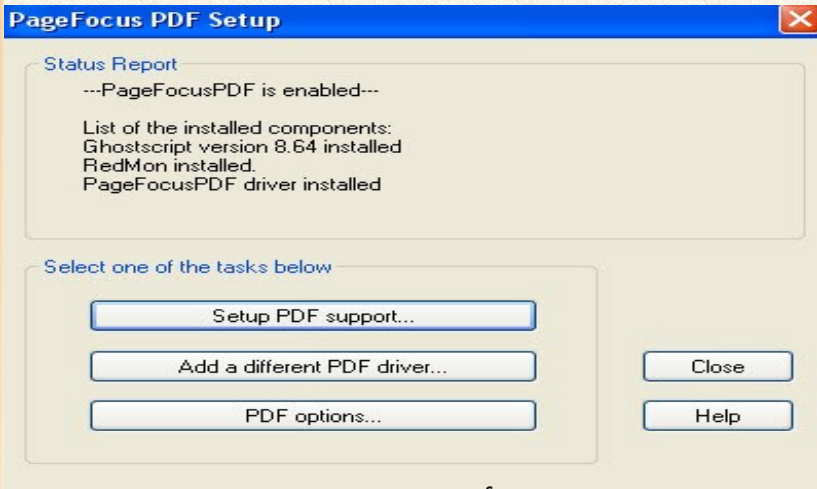 PageFocus PDF Setup
Status Report
---PageFocusPDF is enabled---
List of the installed components:
Ghostscript version 8.64 installed
RedMon installed.
PageFocusPDF driver installed
Select one of the tasks below
Setup PDF support...
Add a different PDF driver...
Close
PDF options...
Help